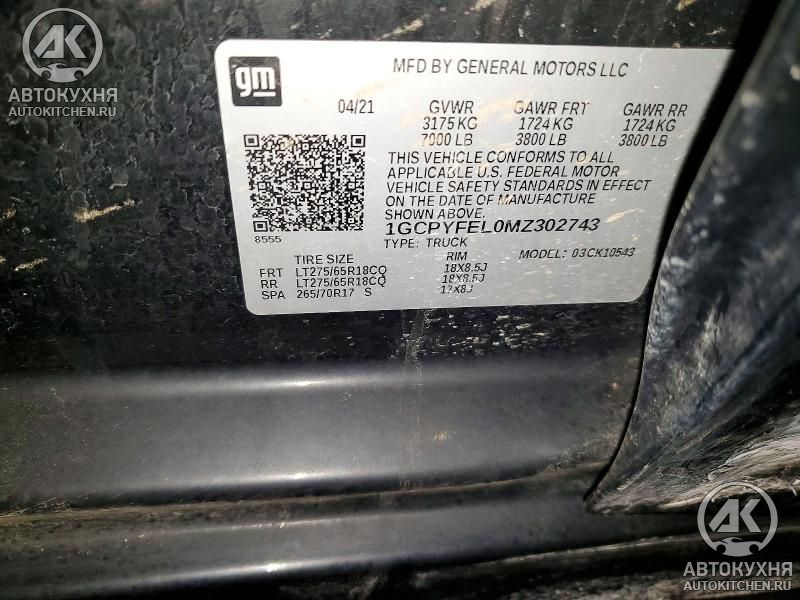 AK
АВТОКУХНЯ
AUTOKITCHEN.RU
gm
MFD BY GENERAL MOTORS LLC
04/21 GVWR GAWR FRT GAWR RR
3175 KG 1724 KG 1724 KG
7000 LB 3800 LB 3800 LB
THIS VEHICLE CONFORMS TO ALL
APPLICABLE U.S. FEDERAL MOTOR
VEHICLE SAFETY STANDARDS IN EFFECT
ON THE DATE OF MANUFACTURE
SHOWN ABOVE.
8555
1GCPYFEL0MZ302743
TYPE: TRUCK MODEL: 03CK10543
TIRE SIZE RIM
FRT LT275/65R18CQ 18X8.5J
RR LT275/65R18CQ 18X8.5J
SPA 265/70R17 S 17X8J
AK
АВТОКУХНЯ
AUTOKITCHEN.RU